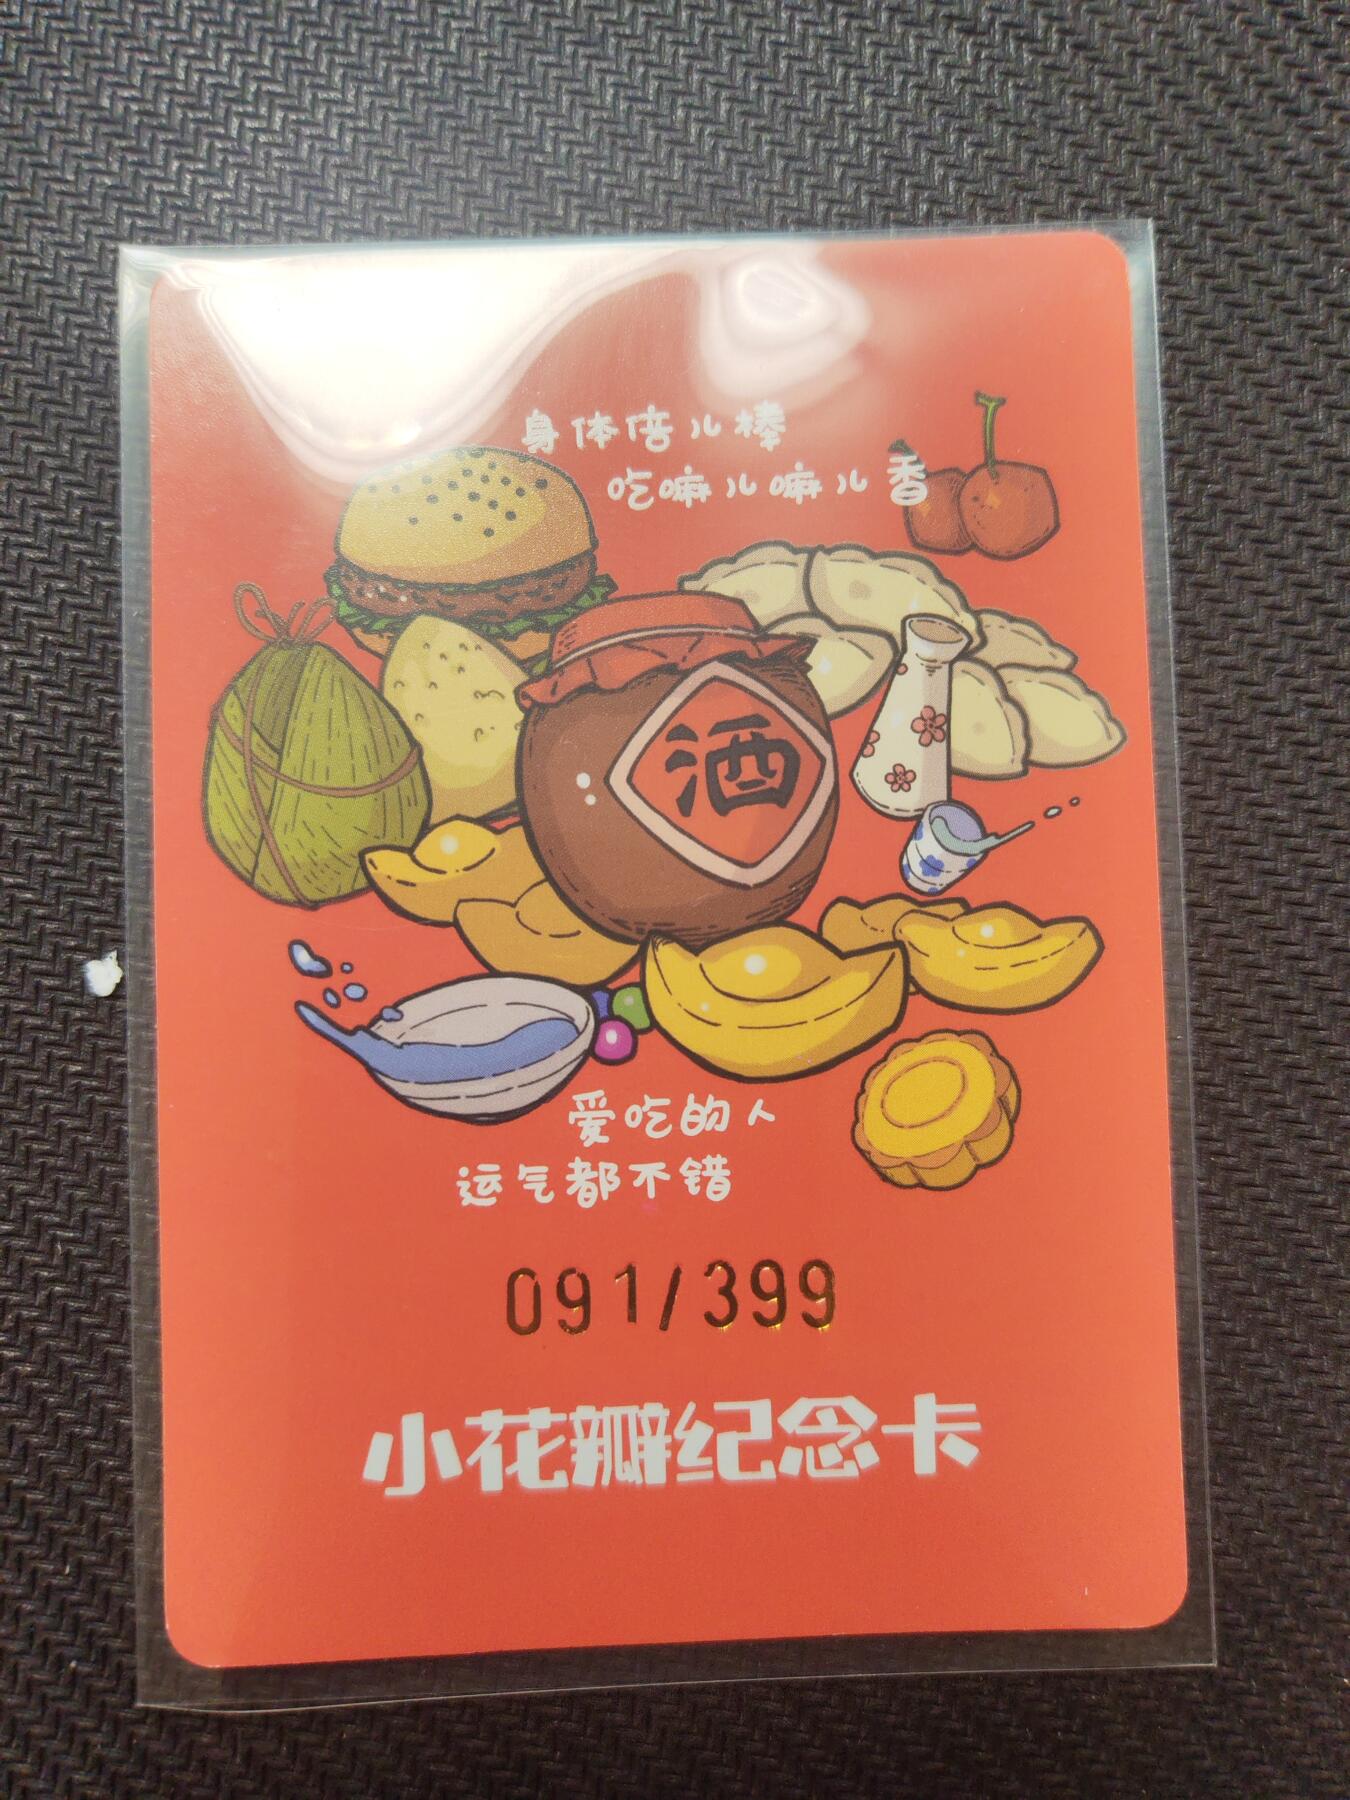 身体倍儿棒
吃嘛儿嘛儿香
酒
爱吃的人
运气都不错
091/399
小花瓣纪念卡